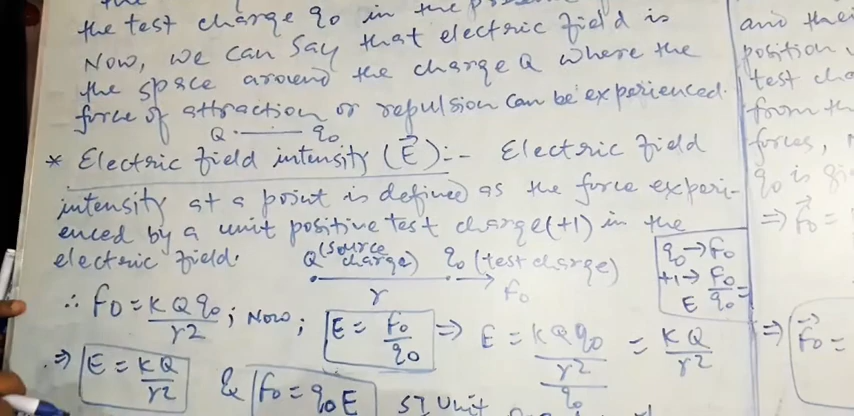 the
the test charge q₀ in the
Now, we can say that electric field is
the space around the charge Q where the
force of attraction or repulsion can be experienced.
Q q₀
* Electric field intensity (E⃗):- Electric field
intensity at a point is defined as the force experi-
enced by a unit positive test charge (+1) in the
electric field.
Q (source charge) q₀ (test charge)
r F₀
q₀ → F₀
+1 → F₀/q₀ =
E
∴ F₀ = KQq₀/r² ; Now ; E = F₀/q₀ ⇒ E = KQq₀/r²/q₀ = KQ/r²
⇒ E = KQ/r² & F₀ = q₀E SI Unit
and their
position
test cha
from th
forces,
q₀ is gi
⇒ F⃗₀ =
⇒ F⃗₀ =